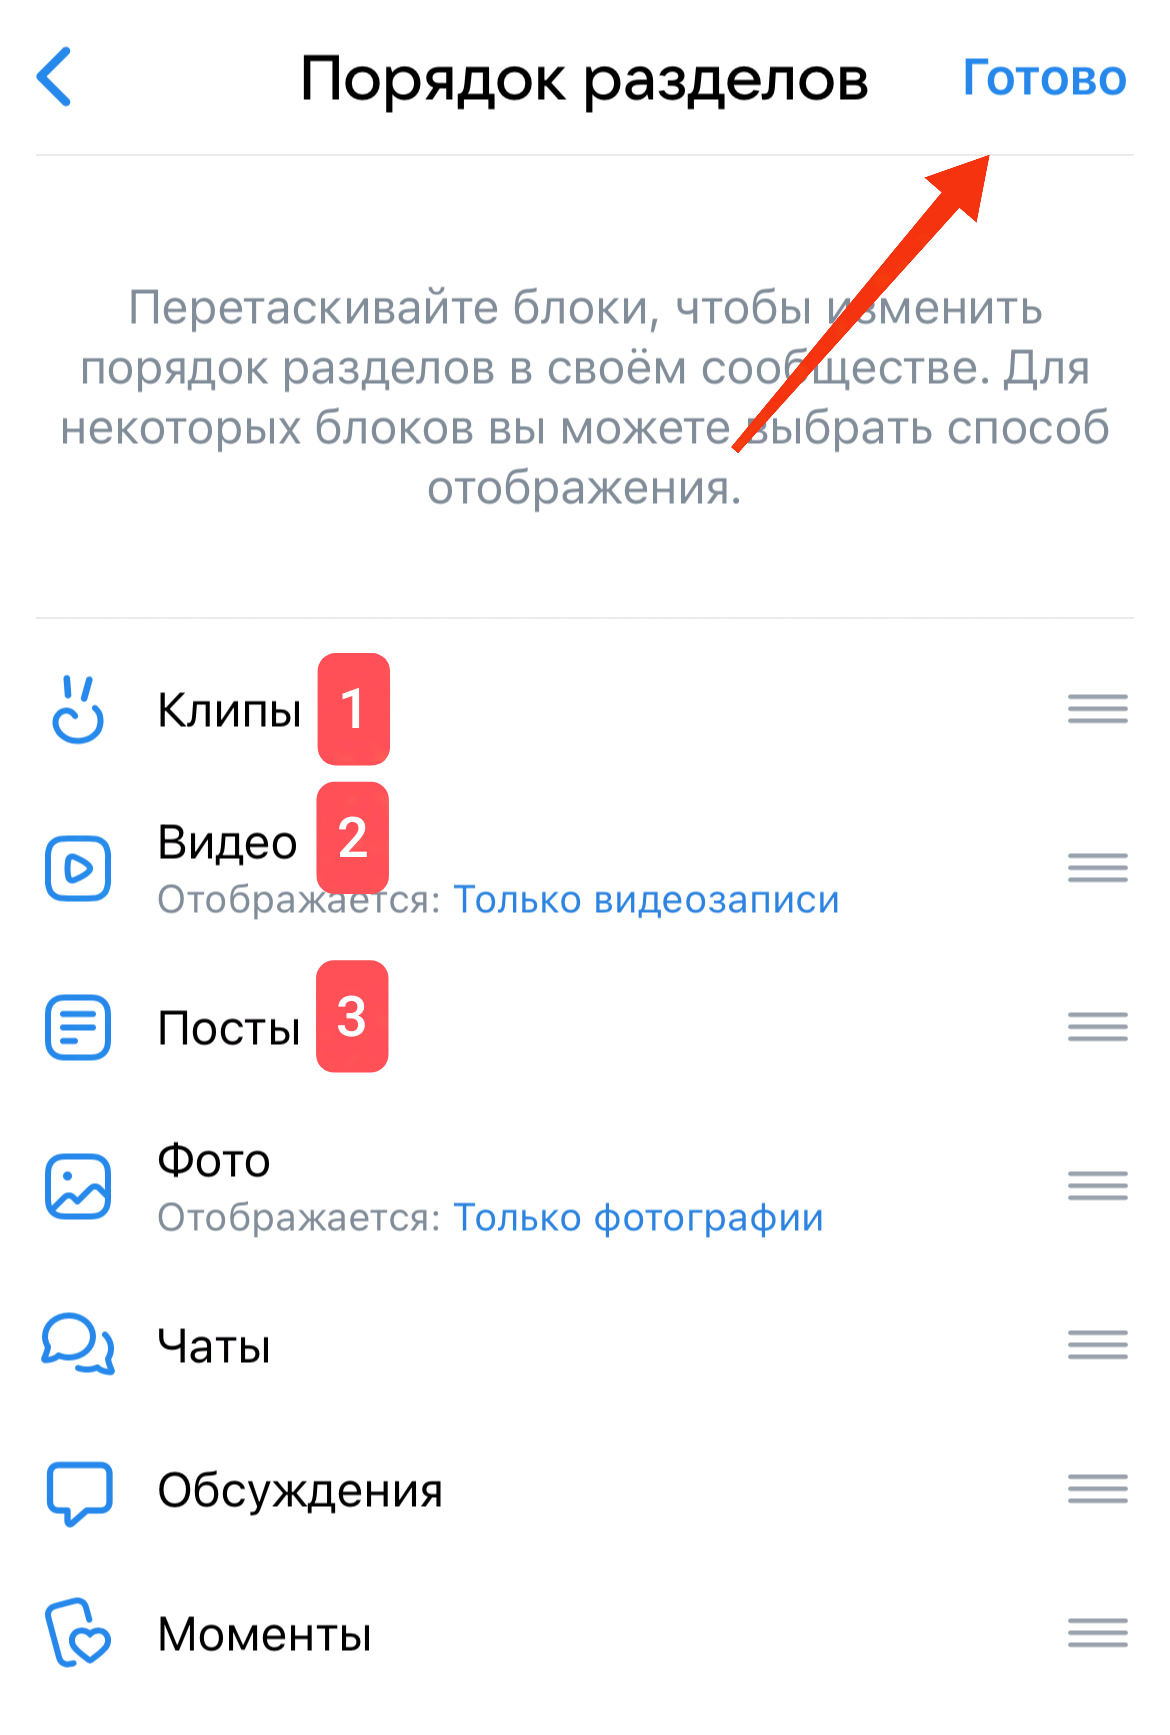 Порядок разделов
Готово
Перетаскивайте блоки, чтобы изменить
порядок разделов в своём сообществе. Для
некоторых блоков вы можете выбрать способ
отображения.
Клипы 1
Видео 2
Отображается: Только видеозаписи
Посты 3
Фото
Отображается: Только фотографии
Чаты
Обсуждения
Моменты